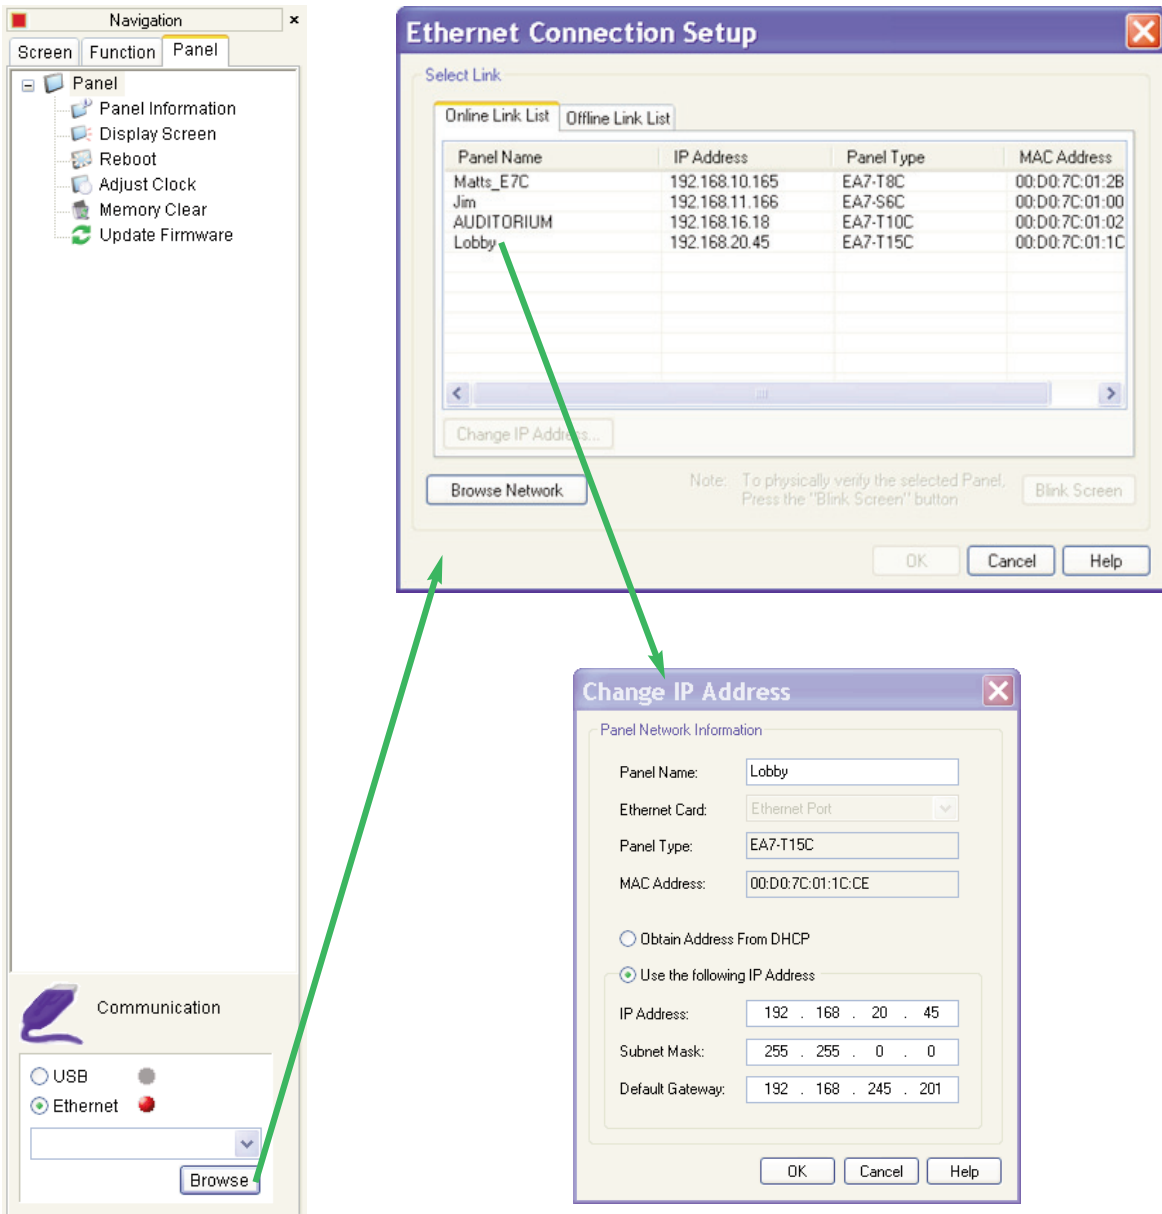 Navigation
Screen Function Panel
Panel
Panel Information
Display Screen
Reboot
Adjust Clock
Memory Clear
Update Firmware
Communication
USB
Ethernet
Browse
Ethernet Connection Setup
Select Link
Online Link List Offline Link List
Panel Name IP Address Panel Type MAC Address
Matts_E7C 192.168.10.165 EA7-T8C 00:D0:7C:01:2B
Jim 192.168.11.166 EA7-S6C 00:D0:7C:01:00
AUDITORIUM 192.168.16.18 EA7-T10C 00:D0:7C:01:02
Lobby 192.168.20.45 EA7-T15C 00:D0:7C:01:1C
Change IP Address...
Browse Network
Note: To physically verify the selected Panel,
Press the "Blink Screen" button
Blink Screen
OK Cancel Help
Change IP Address
Panel Network Information
Panel Name: Lobby
Ethernet Card: Ethernet Port
Panel Type: EA7-T15C
MAC Address: 00:D0:7C:01:1C:CE
Obtain Address From DHCP
Use the following IP Address
IP Address: 192 . 168 . 20 . 45
Subnet Mask: 255 . 255 . 0 . 0
Default Gateway: 192 . 168 . 245 . 201
OK Cancel Help